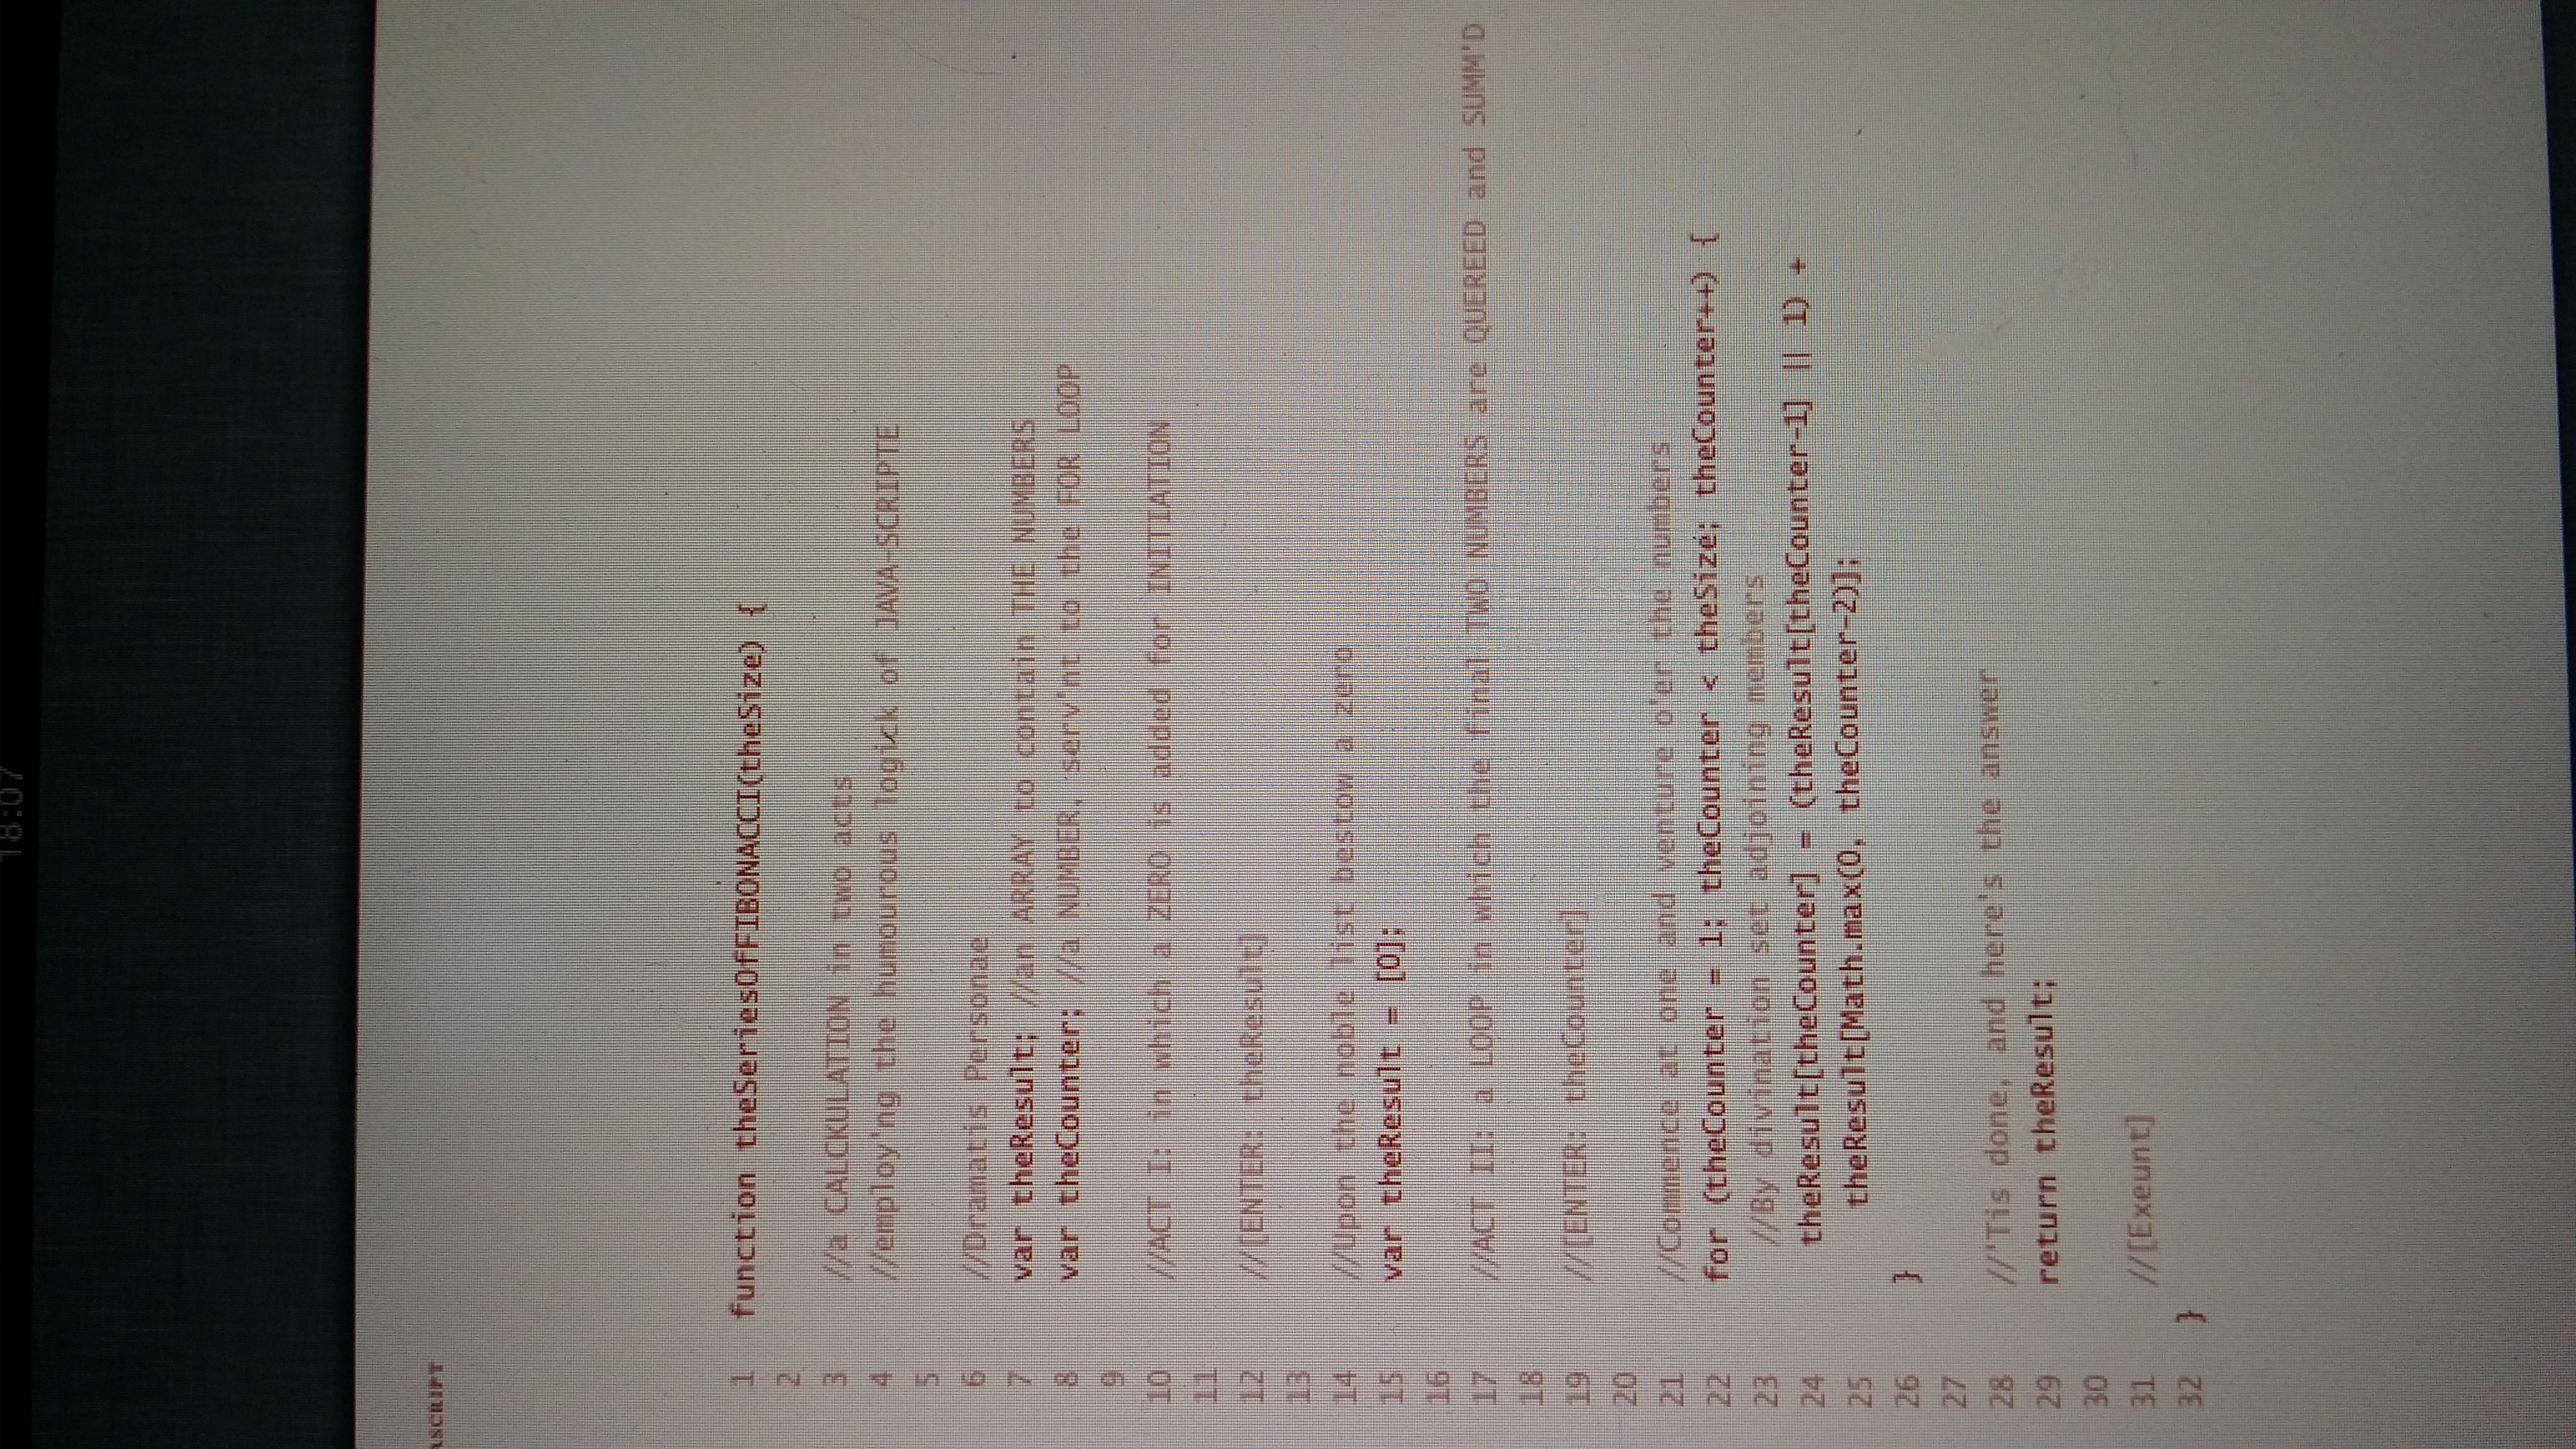 18:07
ASCRIPT
1 function theSeriesOfFIBONACCI(theSize) {
2
3 //a CALCKULATION in two acts
4 //employ'ng the humourous logick of JAVA-SCRIPTE
5
6 //Dramatis Personae
7 var theResult; //an ARRAY to contain THE NUMBERS
8 var theCounter; //a NUMBER, serv'nt to the FOR LOOP
9
10 //ACT I: in which a ZERO is added for INITIATION
11
12 //[ENTER: theResult]
13
14 //Upon the noble list bestow a zero
15 var theResult = [0];
16
17 //ACT II: a LOOP in which the final TWO NUMBERS are QUEREED and SUMM'D
18
19 //[ENTER: theCounter]
20
21 //Commence at one and venture o'er the numbers
22 for (theCounter = 1; theCounter < theSize; theCounter++) {
23 //By divination set adjoining members
24 theResult[theCounter] = (theResult[theCounter-1] || 1) +
25 theResult[Math.max(0, theCounter-2)];
26 }
27
28 //'Tis done, and here's the answer
29 return theResult;
30
31 //[Exeunt]
32 }